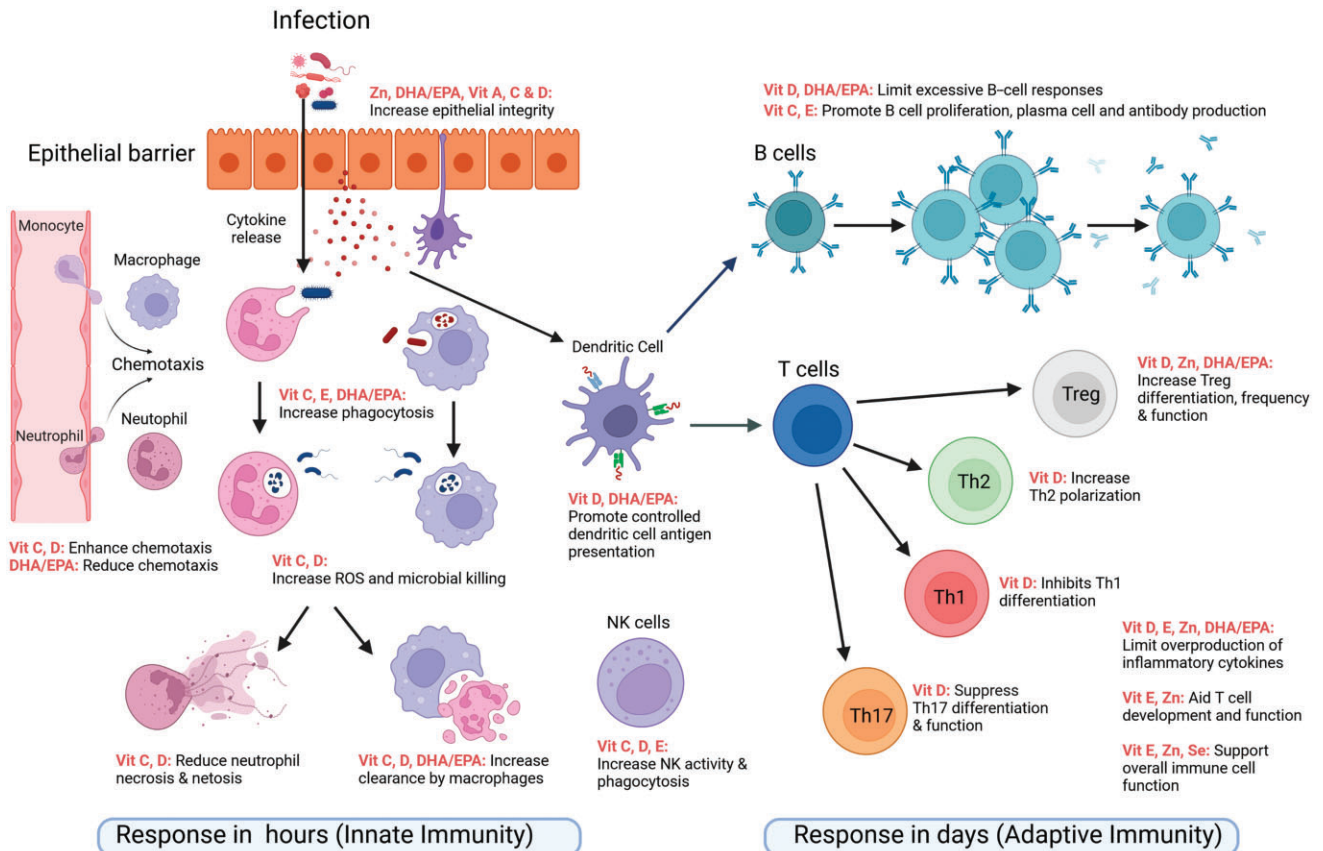 Infection
Zn, DHA/EPA, Vit A, C & D:
Increase epithelial integrity
Epithelial barrier
Cytokine
release
Monocyte
Macrophage
Chemotaxis
Neutophil
Neutrophil
Vit C, D: Enhance chemotaxis
DHA/EPA: Reduce chemotaxis
Vit C, E, DHA/EPA:
Increase phagocytosis
Vit C, D:
Increase ROS and microbial killing
Vit C, D: Reduce neutrophil
necrosis & netosis
Vit C, D, DHA/EPA: Increase
clearance by macrophages
Dendritic Cell
Vit D, DHA/EPA:
Promote controlled
dendritic cell antigen
presentation
NK cells
Vit C, D, E:
Increase NK activity &
phagocytosis
Response in hours (Innate Immunity)
Vit D, DHA/EPA: Limit excessive B-cell responses
Vit C, E: Promote B cell proliferation, plasma cell and antibody production
B cells
T cells
Treg
Vit D, Zn, DHA/EPA:
Increase Treg
differentiation, frequency
& function
Th2
Vit D: Increase
Th2 polarization
Th1
Vit D: Inhibits Th1
differentiation
Th17
Vit D: Suppress
Th17 differentiation
& function
Vit D, E, Zn, DHA/EPA:
Limit overproduction of
inflammatory cytokines
Vit E, Zn: Aid T cell
development and function
Vit E, Zn, Se: Support
overall immune cell
function
Response in days (Adaptive Immunity)